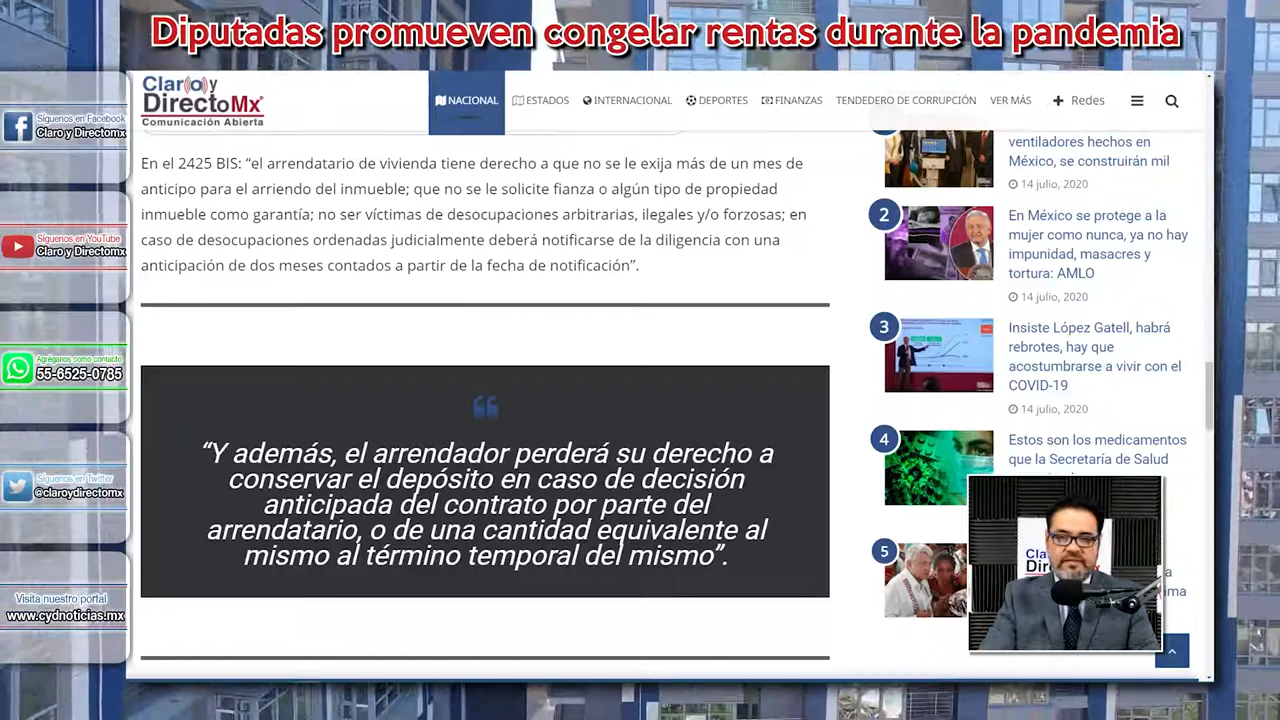 Diputadas promueven congelar rentas durante la pandemia
Claro y
DirectoMx
Comunicación Abierta
NACIONAL
ESTADOS
INTERNACIONAL
DEPORTES
FINANZAS
TENDEDERO DE CORRUPCIÓN
VER MÁS
Redes
Síguenos en Facebook
Claro y Directomx
Síguenos en YouTube
Claro y Directomx
Agréganos como contacto
55-6525-0785
Síguenos en Twitter
@claroydirectomx
Visita nuestro portal
www.cydnoticias.mx
En el 2425 BIS: “el arrendatario de vivienda tiene derecho a que no se le exija más de un mes de
anticipo para el arriendo del inmueble; que no se le solicite fianza o algún tipo de propiedad
inmueble como garantía; no ser víctimas de desocupaciones arbitrarias, ilegales y/o forzosas; en
caso de desocupaciones ordenadas judicialmente deberá notificarse de la diligencia con una
anticipación de dos meses contados a partir de la fecha de notificación”.
“Y además, el arrendador perderá su derecho a
conservar el depósito en caso de decisión
anticipada del contrato por parte del
arrendatario, o de una cantidad equivalente al
mismo al término temporal del mismo”.
ventiladores hechos en
México, se construirán mil
14 julio, 2020
2
En México se protege a la
mujer como nunca, ya no hay
impunidad, masacres y
tortura: AMLO
14 julio, 2020
3
Insiste López Gatell, habrá
rebrotes, hay que
acostumbrarse a vivir con el
COVID-19
14 julio, 2020
4
Estos son los medicamentos
que la Secretaría de Salud
5